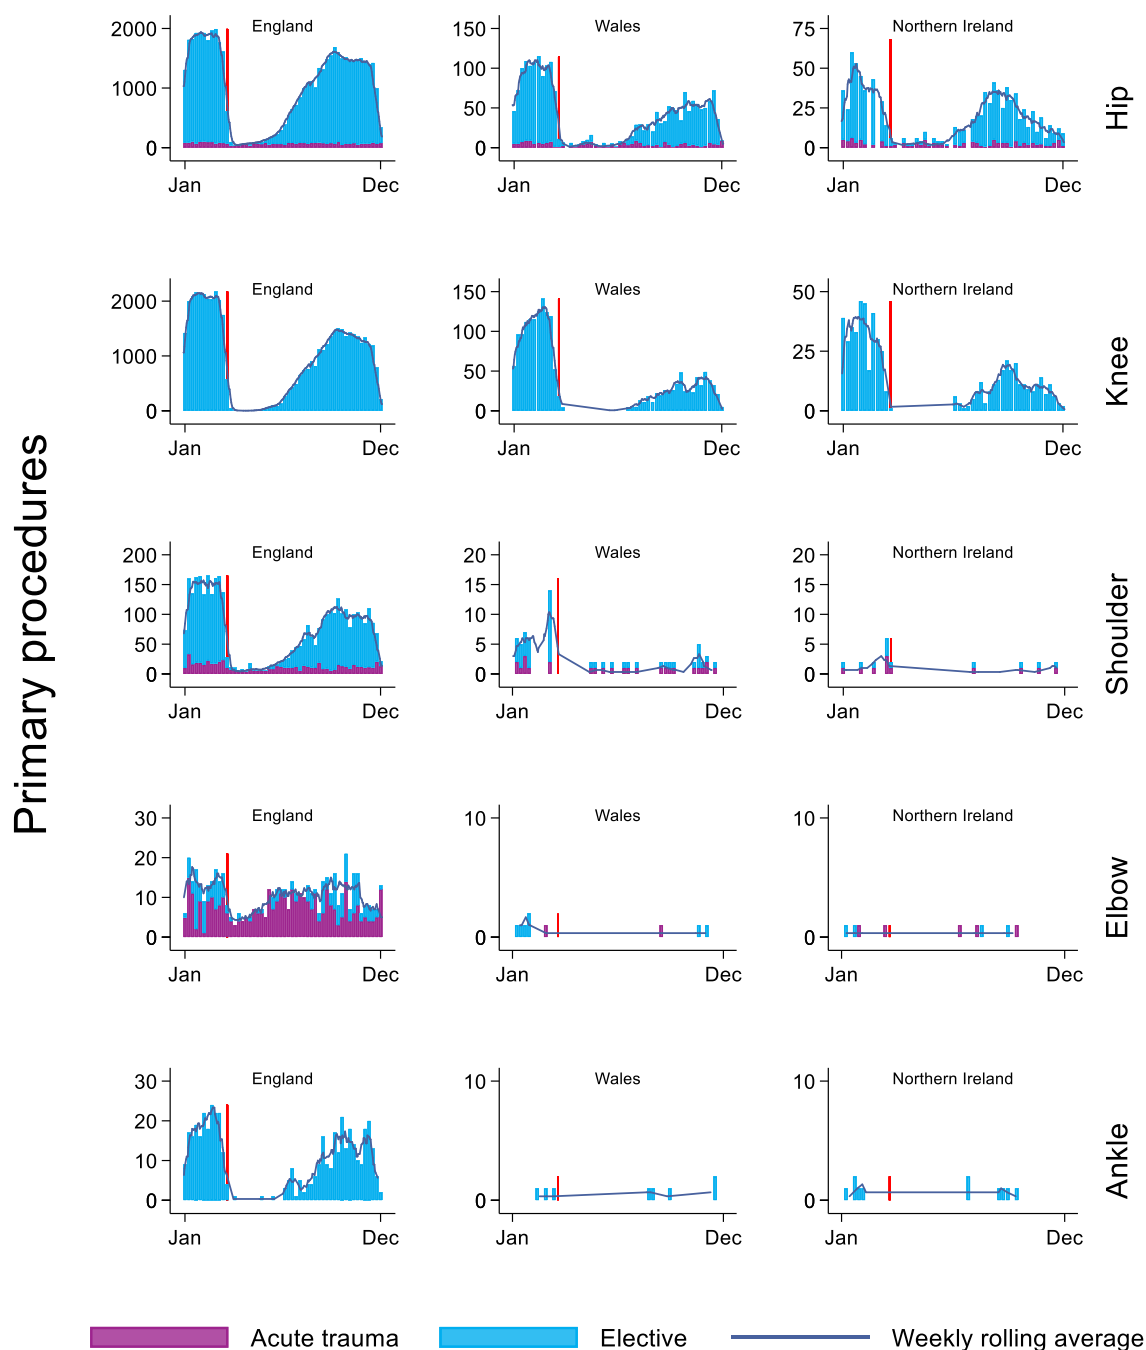 Primary procedures
England
Wales
Northern Ireland
2000
1000
0
Jan
Dec
150
100
50
0
Jan
Dec
75
50
25
0
Jan
Dec
Hip
England
Wales
Northern Ireland
2000
1000
0
Jan
Dec
150
100
50
0
Jan
Dec
50
25
0
Jan
Dec
Knee
England
Wales
Northern Ireland
200
150
100
50
0
Jan
Dec
20
15
10
5
0
Jan
Dec
20
15
10
5
0
Jan
Dec
Shoulder
England
Wales
Northern Ireland
30
20
10
0
Jan
Dec
10
0
Jan
Dec
10
0
Jan
Dec
Elbow
England
Wales
Northern Ireland
30
20
10
0
Jan
Dec
10
0
Jan
Dec
10
0
Jan
Dec
Ankle
Acute trauma
Elective
Weekly rolling average